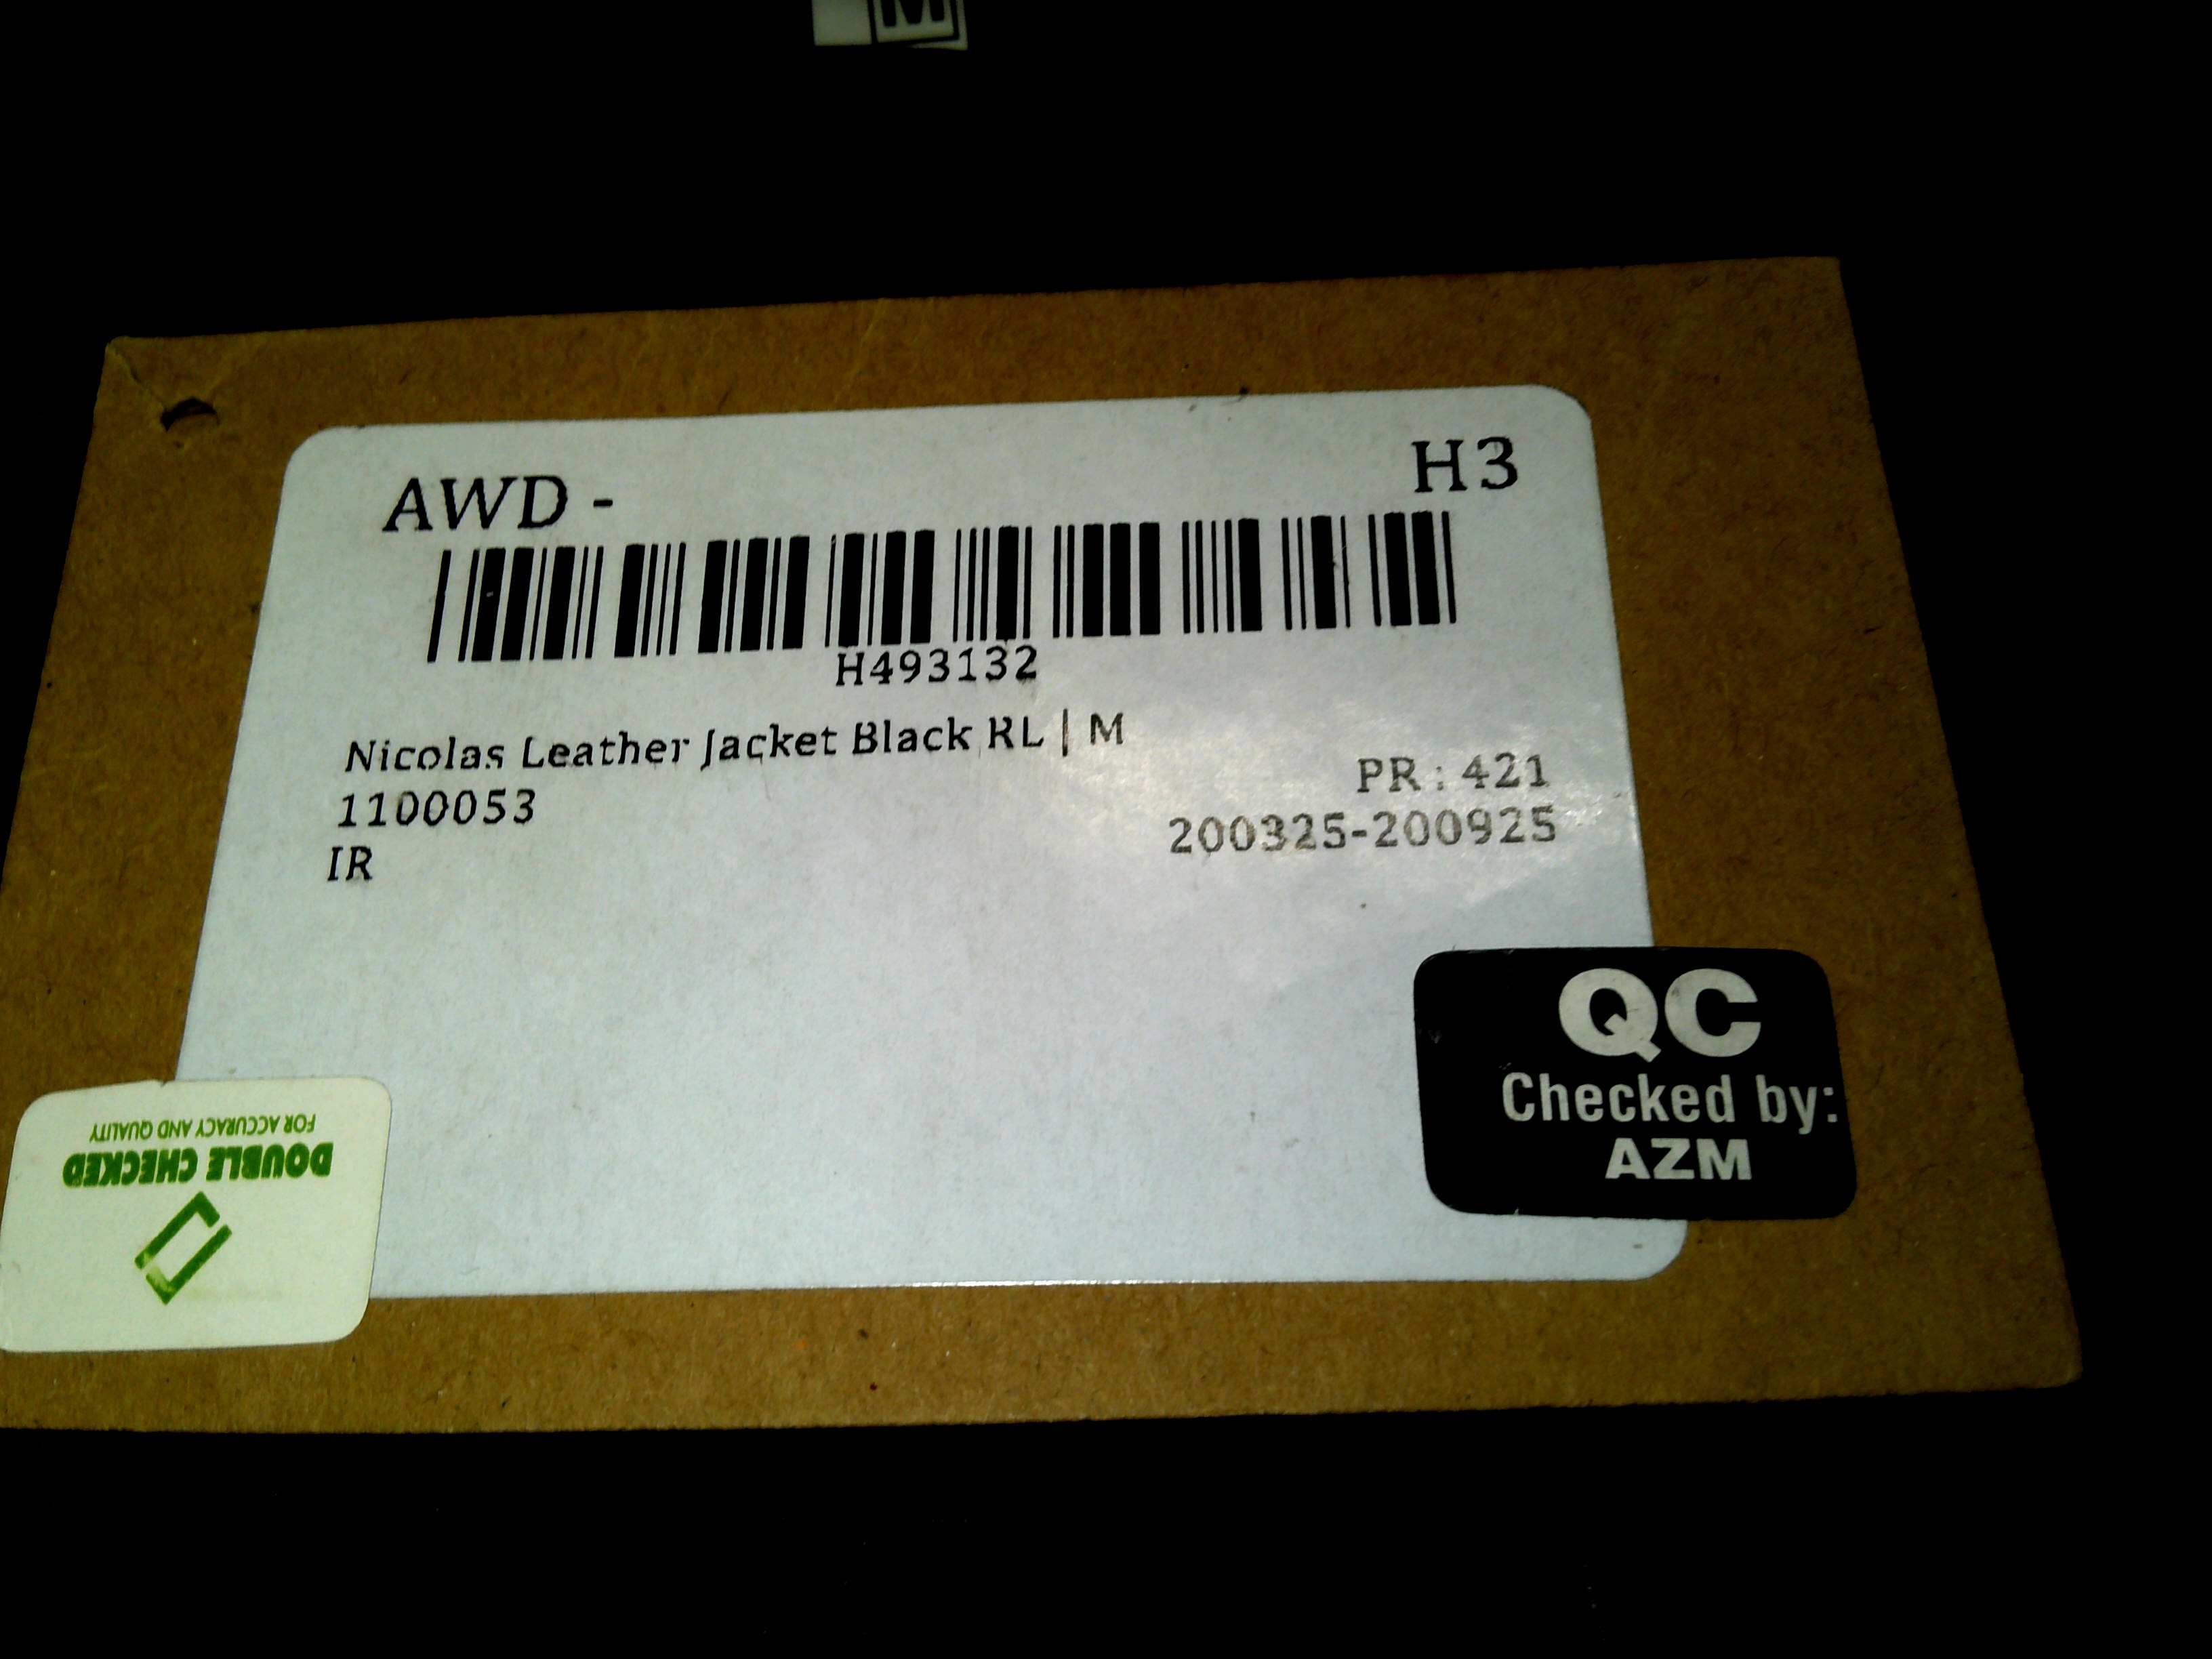 M
AWD - H3
H493132
Nicolas Leather Jacket Black RL | M
1100053
IR
PR : 421
200325-200925
QC
Checked by:
AZM
DOUBLE CHECKED
FOR ACCURACY AND QUALITY